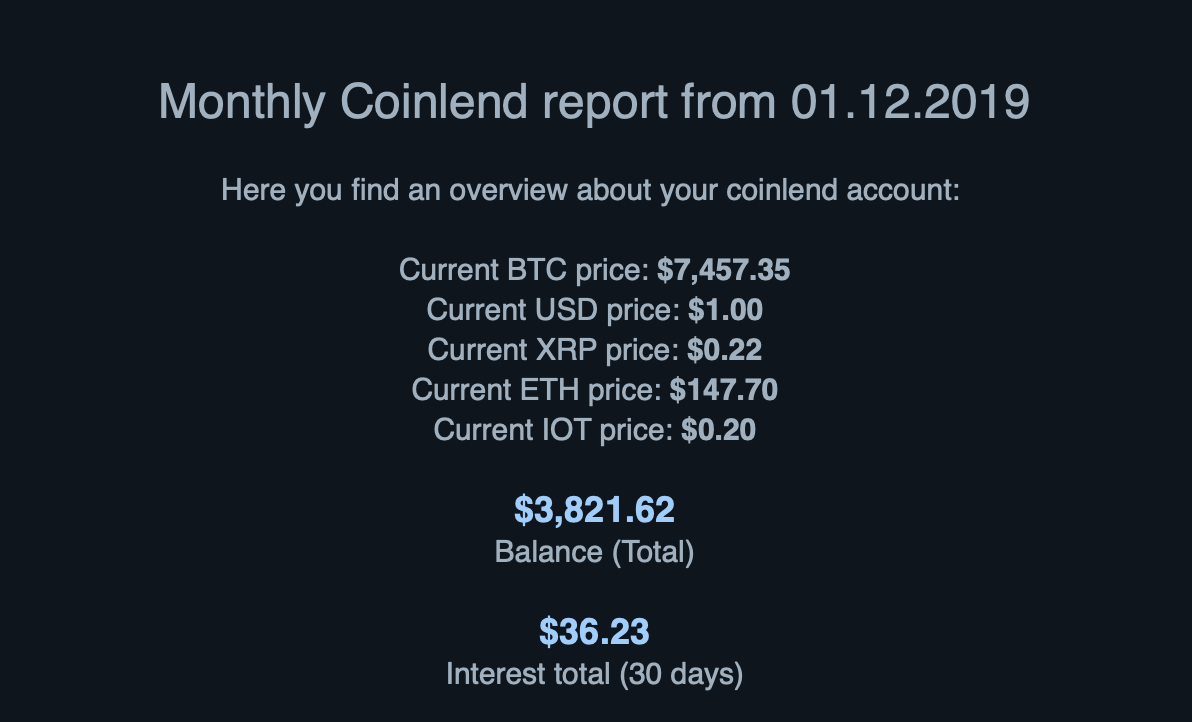 Monthly Coinlend report from 01.12.2019
Here you find an overview about your coinlend account:
Current BTC price: $7,457.35
Current USD price: $1.00
Current XRP price: $0.22
Current ETH price: $147.70
Current IOT price: $0.20
$3,821.62
Balance (Total)
$36.23
Interest total (30 days)